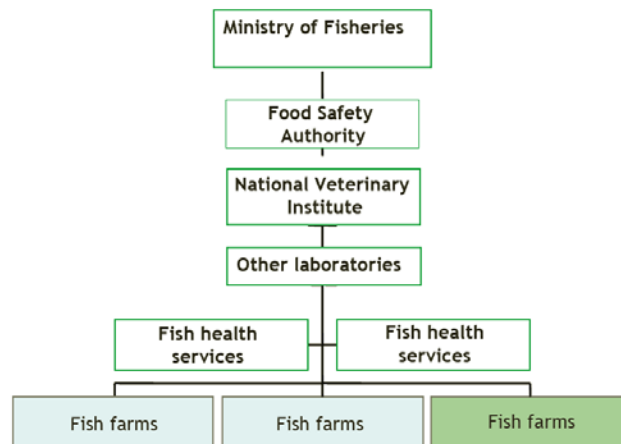 Ministry of Fisheries
Food Safety
Authority
National Veterinary
Institute
Other laboratories
Fish health
services
Fish health
services
Fish farms
Fish farms
Fish farms